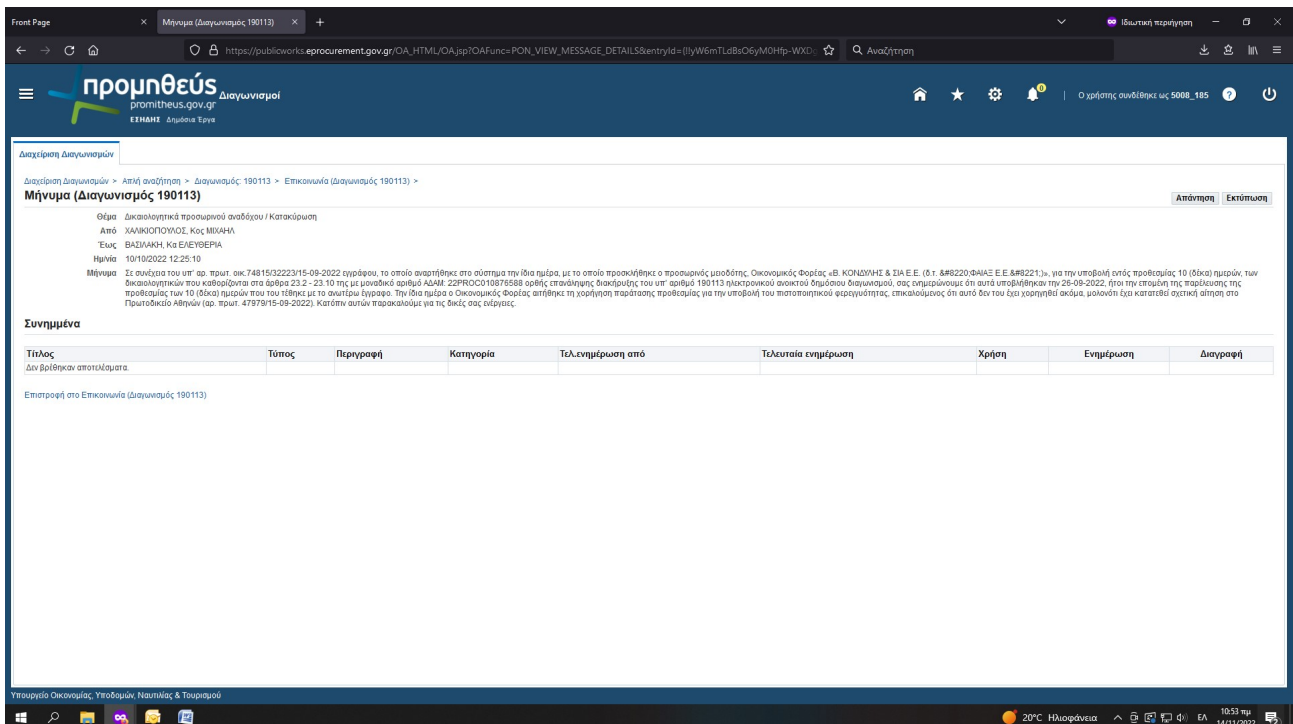 Front Page
Μήνυμα (Διαγωνισμός 190113)
Ιδιωτική περιήγηση
https://publicworks.eprocurement.gov.gr/OA_HTML/OA.jsp?OAFunc=PON_VIEW_MESSAGE_DETAILS&entryId={!!yW6mTLdBsO6yM0Hfp-WXD
Αναζήτηση
προμηθεύς Διαγωνισμοί
promitheus.gov.gr
ΕΣΗΔΗΣ Δημόσια Έργα
0
Ο χρήστης συνδέθηκε ως 5008_185
Διαχείριση Διαγωνισμών
Διαχείριση Διαγωνισμών > Απλή αναζήτηση > Διαγωνισμός: 190113 > Επικοινωνία (Διαγωνισμός 190113) >
Μήνυμα (Διαγωνισμός 190113)
Απάντηση Εκτύπωση
Θέμα Δικαιολογητικά προσωρινού αναδόχου / Κατακύρωση
Από ΧΑΛΙΚΙΟΠΟΥΛΟΣ, Κος ΜΙΧΑΗΛ
Έως ΒΑΣΙΛΑΚΗ, Κα ΕΛΕΥΘΕΡΙΑ
Ημ/νία 10/10/2022 12:25:10
Μήνυμα Σε συνέχεια του υπ' αρ. πρωτ. οικ.74815/32223/15-09-2022 εγγράφου, το οποίο αναρτήθηκε στο σύστημα την ίδια ημέρα, με το οποίο προσκλήθηκε ο προσωρινός μειοδότης, Οικονομικός Φορέας «Β. ΚΟΝΔΥΛΗΣ & ΣΙΑ Ε.Ε. (δ.τ. &#8220;ΦΑΙΑΞ Ε.Ε.&#8221;)», για την υποβολή εντός προθεσμίας 10 (δέκα) ημερών, των
δικαιολογητικών που καθορίζονται στα άρθρα 23.2 - 23.10 της με μοναδικό αριθμό ΑΔΑΜ: 22PROC010876588 ορθής επανάληψης διακήρυξης του υπ' αριθμό 190113 ηλεκτρονικού ανοικτού δημόσιου διαγωνισμού, σας ενημερώνουμε ότι αυτά υποβλήθηκαν την 26-09-2022, ήτοι την επομένη της παρέλευσης της
προθεσμίας των 10 (δέκα) ημερών που του τέθηκε με το ανωτέρω έγγραφο. Την ίδια ημέρα ο Οικονομικός Φορέας αιτήθηκε τη χορήγηση παράτασης προθεσμίας για την υποβολή του πιστοποιητικού φερεγγυότητας, επικαλούμενος ότι αυτό δεν του έχει χορηγηθεί ακόμα, μολονότι έχει κατατεθεί σχετική αίτηση στο
Πρωτοδικείο Αθηνών (αρ. πρωτ. 47979/15-09-2022). Κατόπιν αυτών παρακαλούμε για τις δικές σας ενέργειες.
Συνημμένα
Τίτλος Τύπος Περιγραφή Κατηγορία Τελ.ενημέρωση από Τελευταία ενημέρωση Χρήση Ενημέρωση Διαγραφή
Δεν βρέθηκαν αποτελέσματα.
Επιστροφή στο Επικοινωνία (Διαγωνισμός 190113)
Υπουργείο Οικονομίας, Υποδομών, Ναυτιλίας & Τουρισμού
20°C Ηλιοφάνεια
ΕΛ
10:53 πμ
14/11/2022